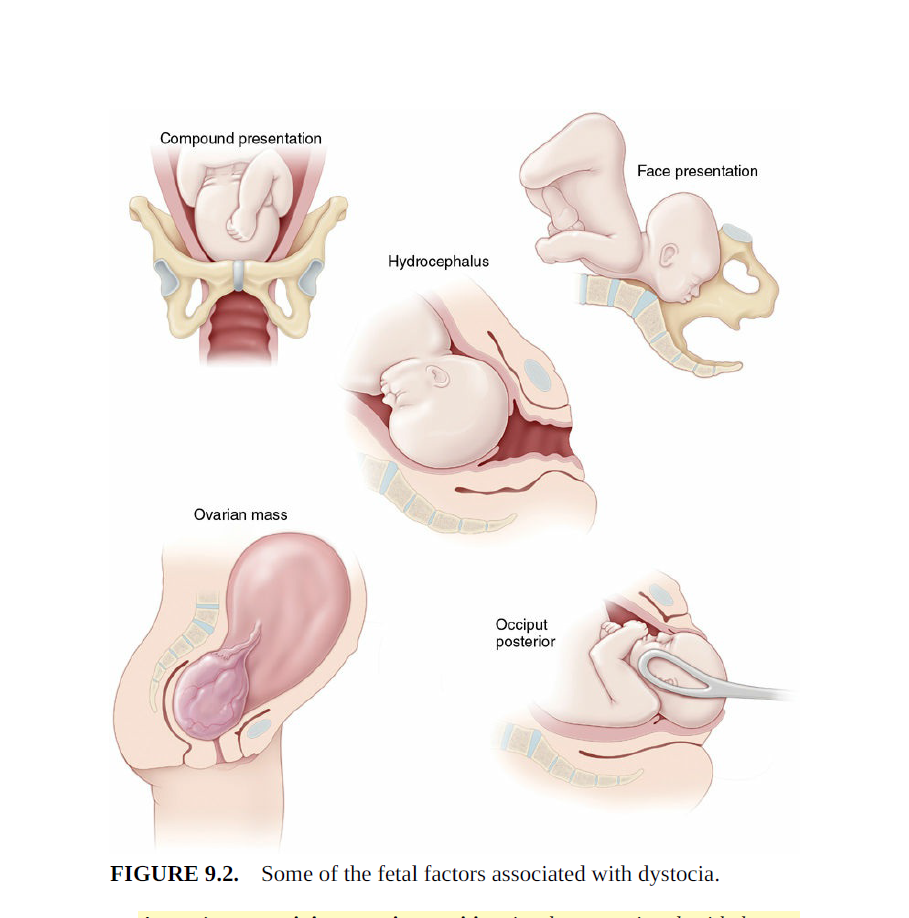 Compound presentation
Face presentation
Hydrocephalus
Ovarian mass
Occiput
posterior
FIGURE 9.2. Some of the fetal factors associated with dystocia.